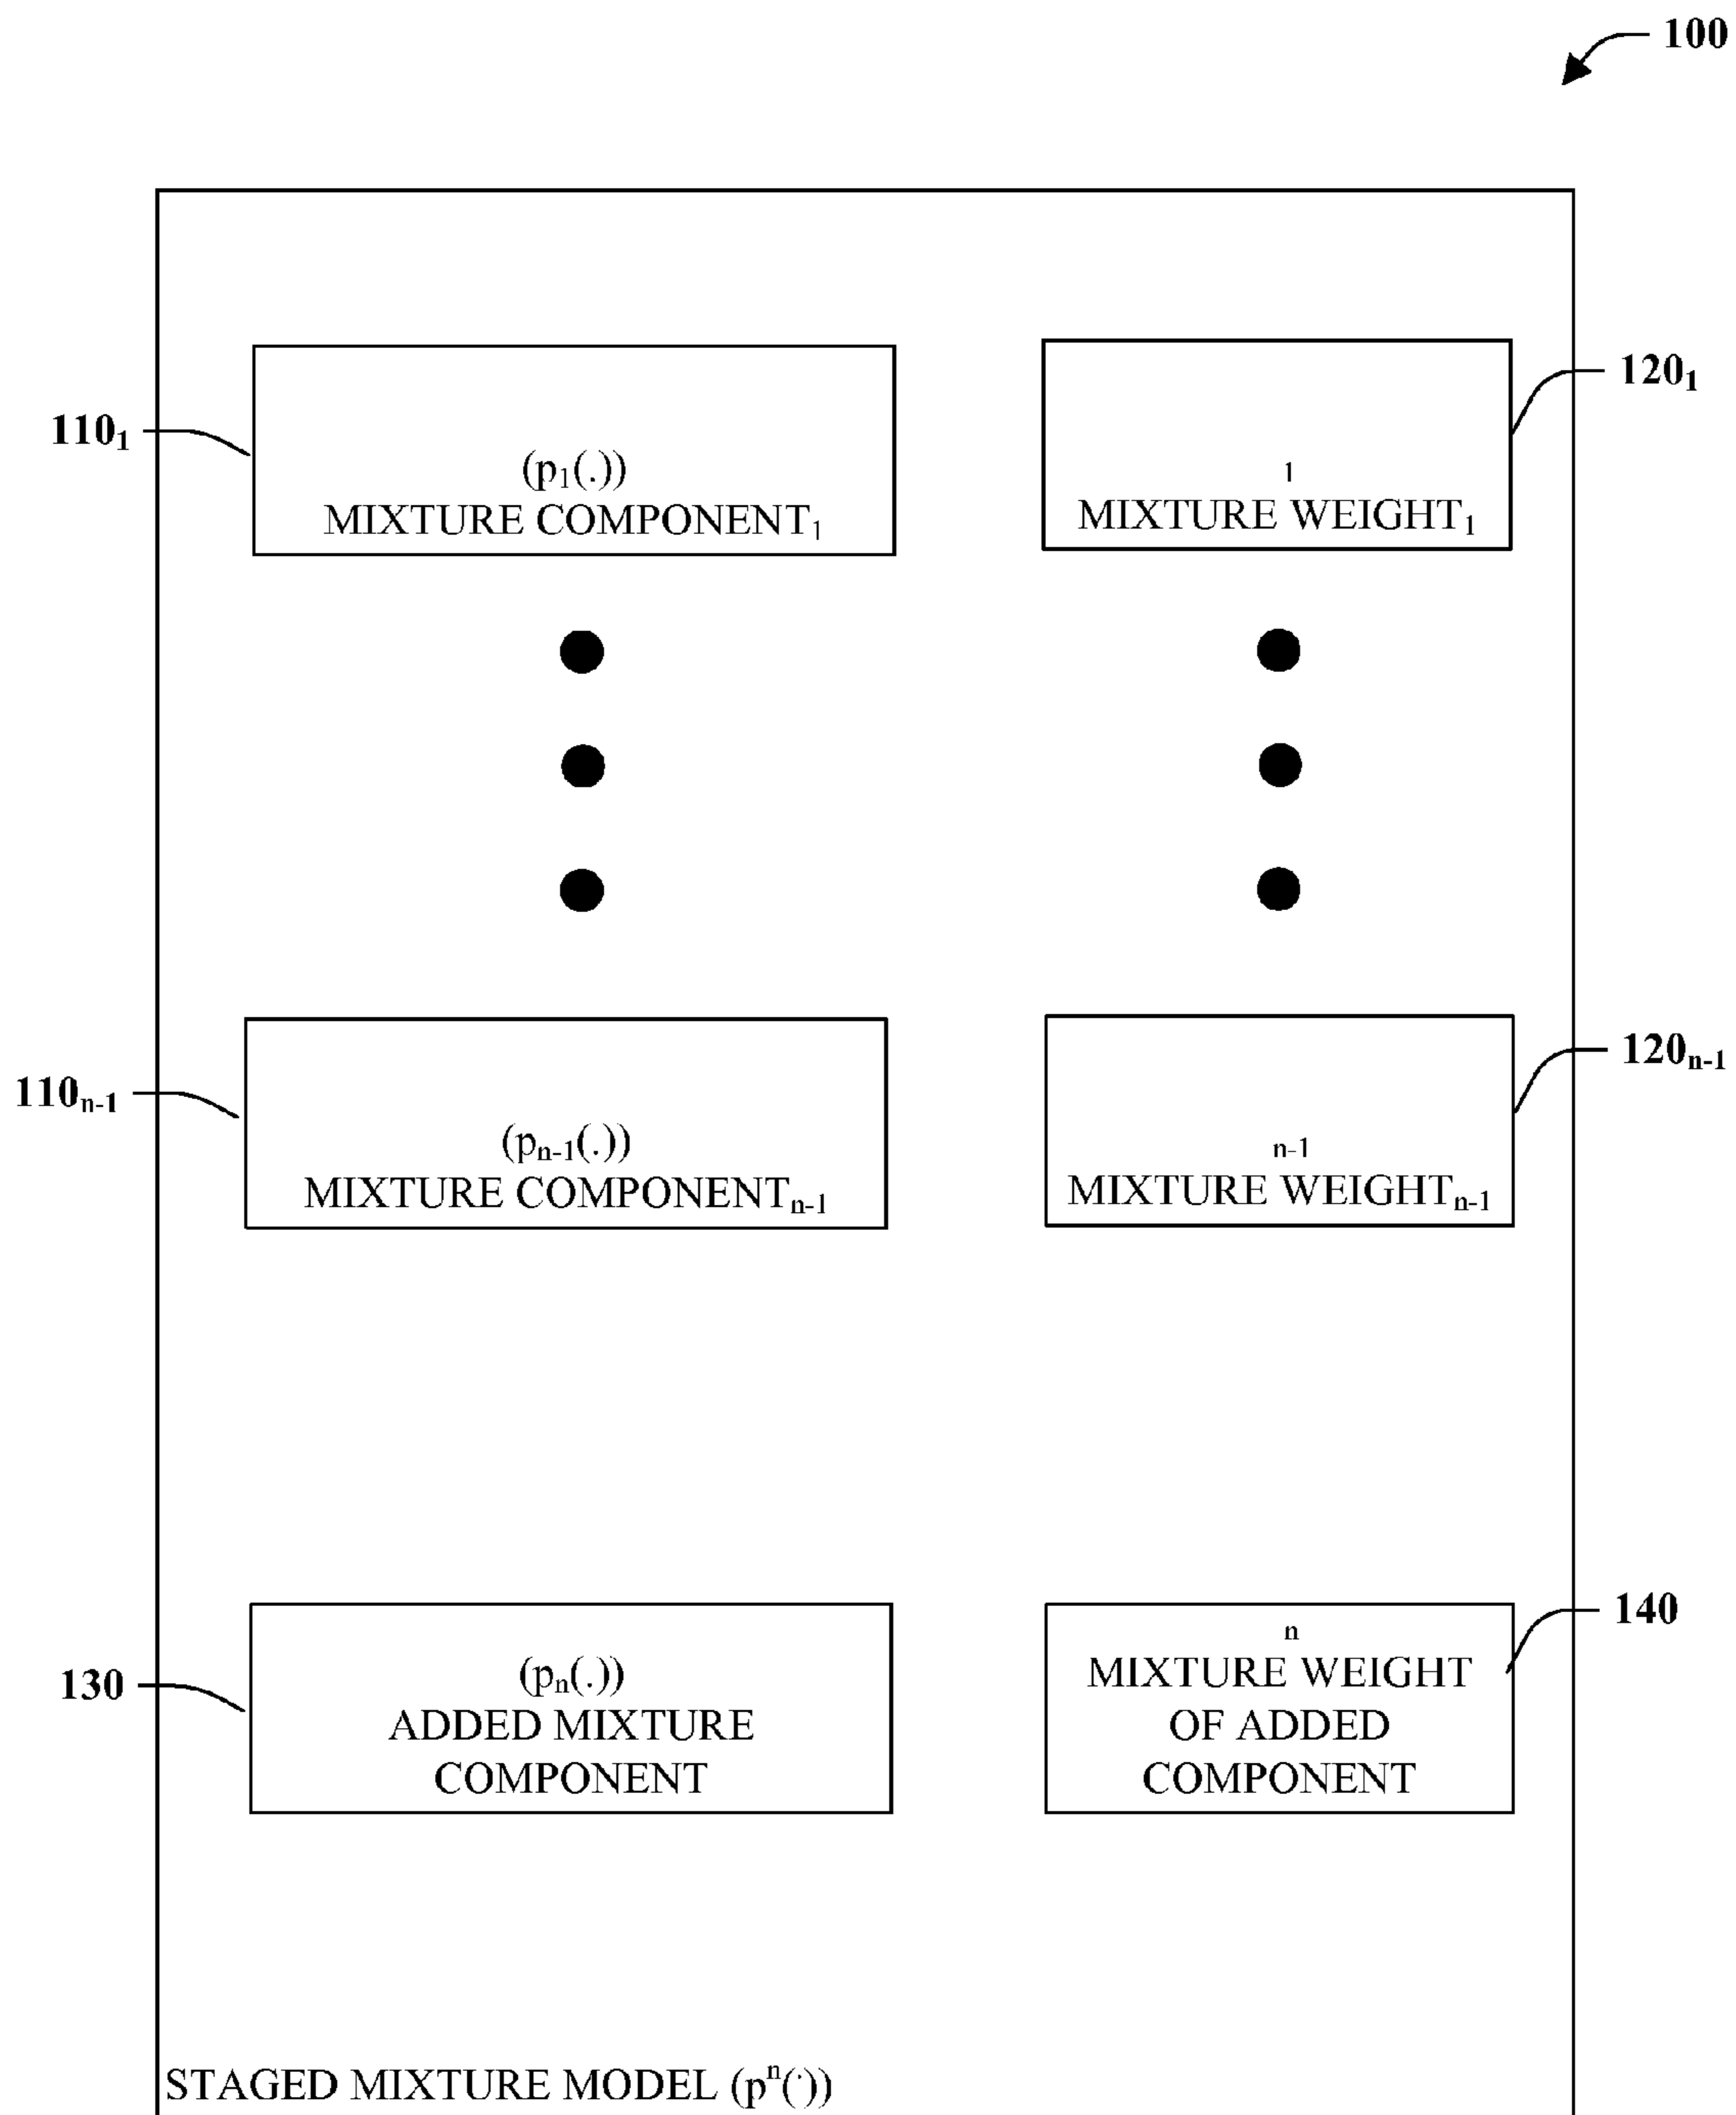 100
110₁
(p₁(.))
MIXTURE COMPONENT₁
120₁
1
MIXTURE WEIGHT₁
110ₙ₋₁
(pₙ₋₁(.))
MIXTURE COMPONENTₙ₋₁
120ₙ₋₁
n-1
MIXTURE WEIGHTₙ₋₁
130
(pₙ(.))
ADDED MIXTURE
COMPONENT
140
n
MIXTURE WEIGHT
OF ADDED
COMPONENT
STAGED MIXTURE MODEL (pⁿ(·))